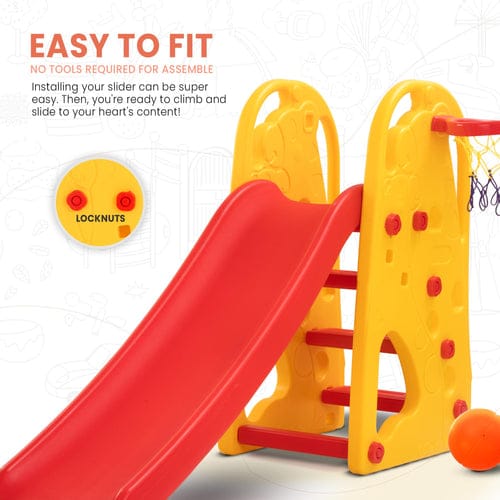 EASY TO FIT
NO TOOLS REQUIRED FOR ASSEMBLE
Installing your slider can be super
easy. Then, you're ready to climb and
slide to your heart's content!
LOCKNUTS